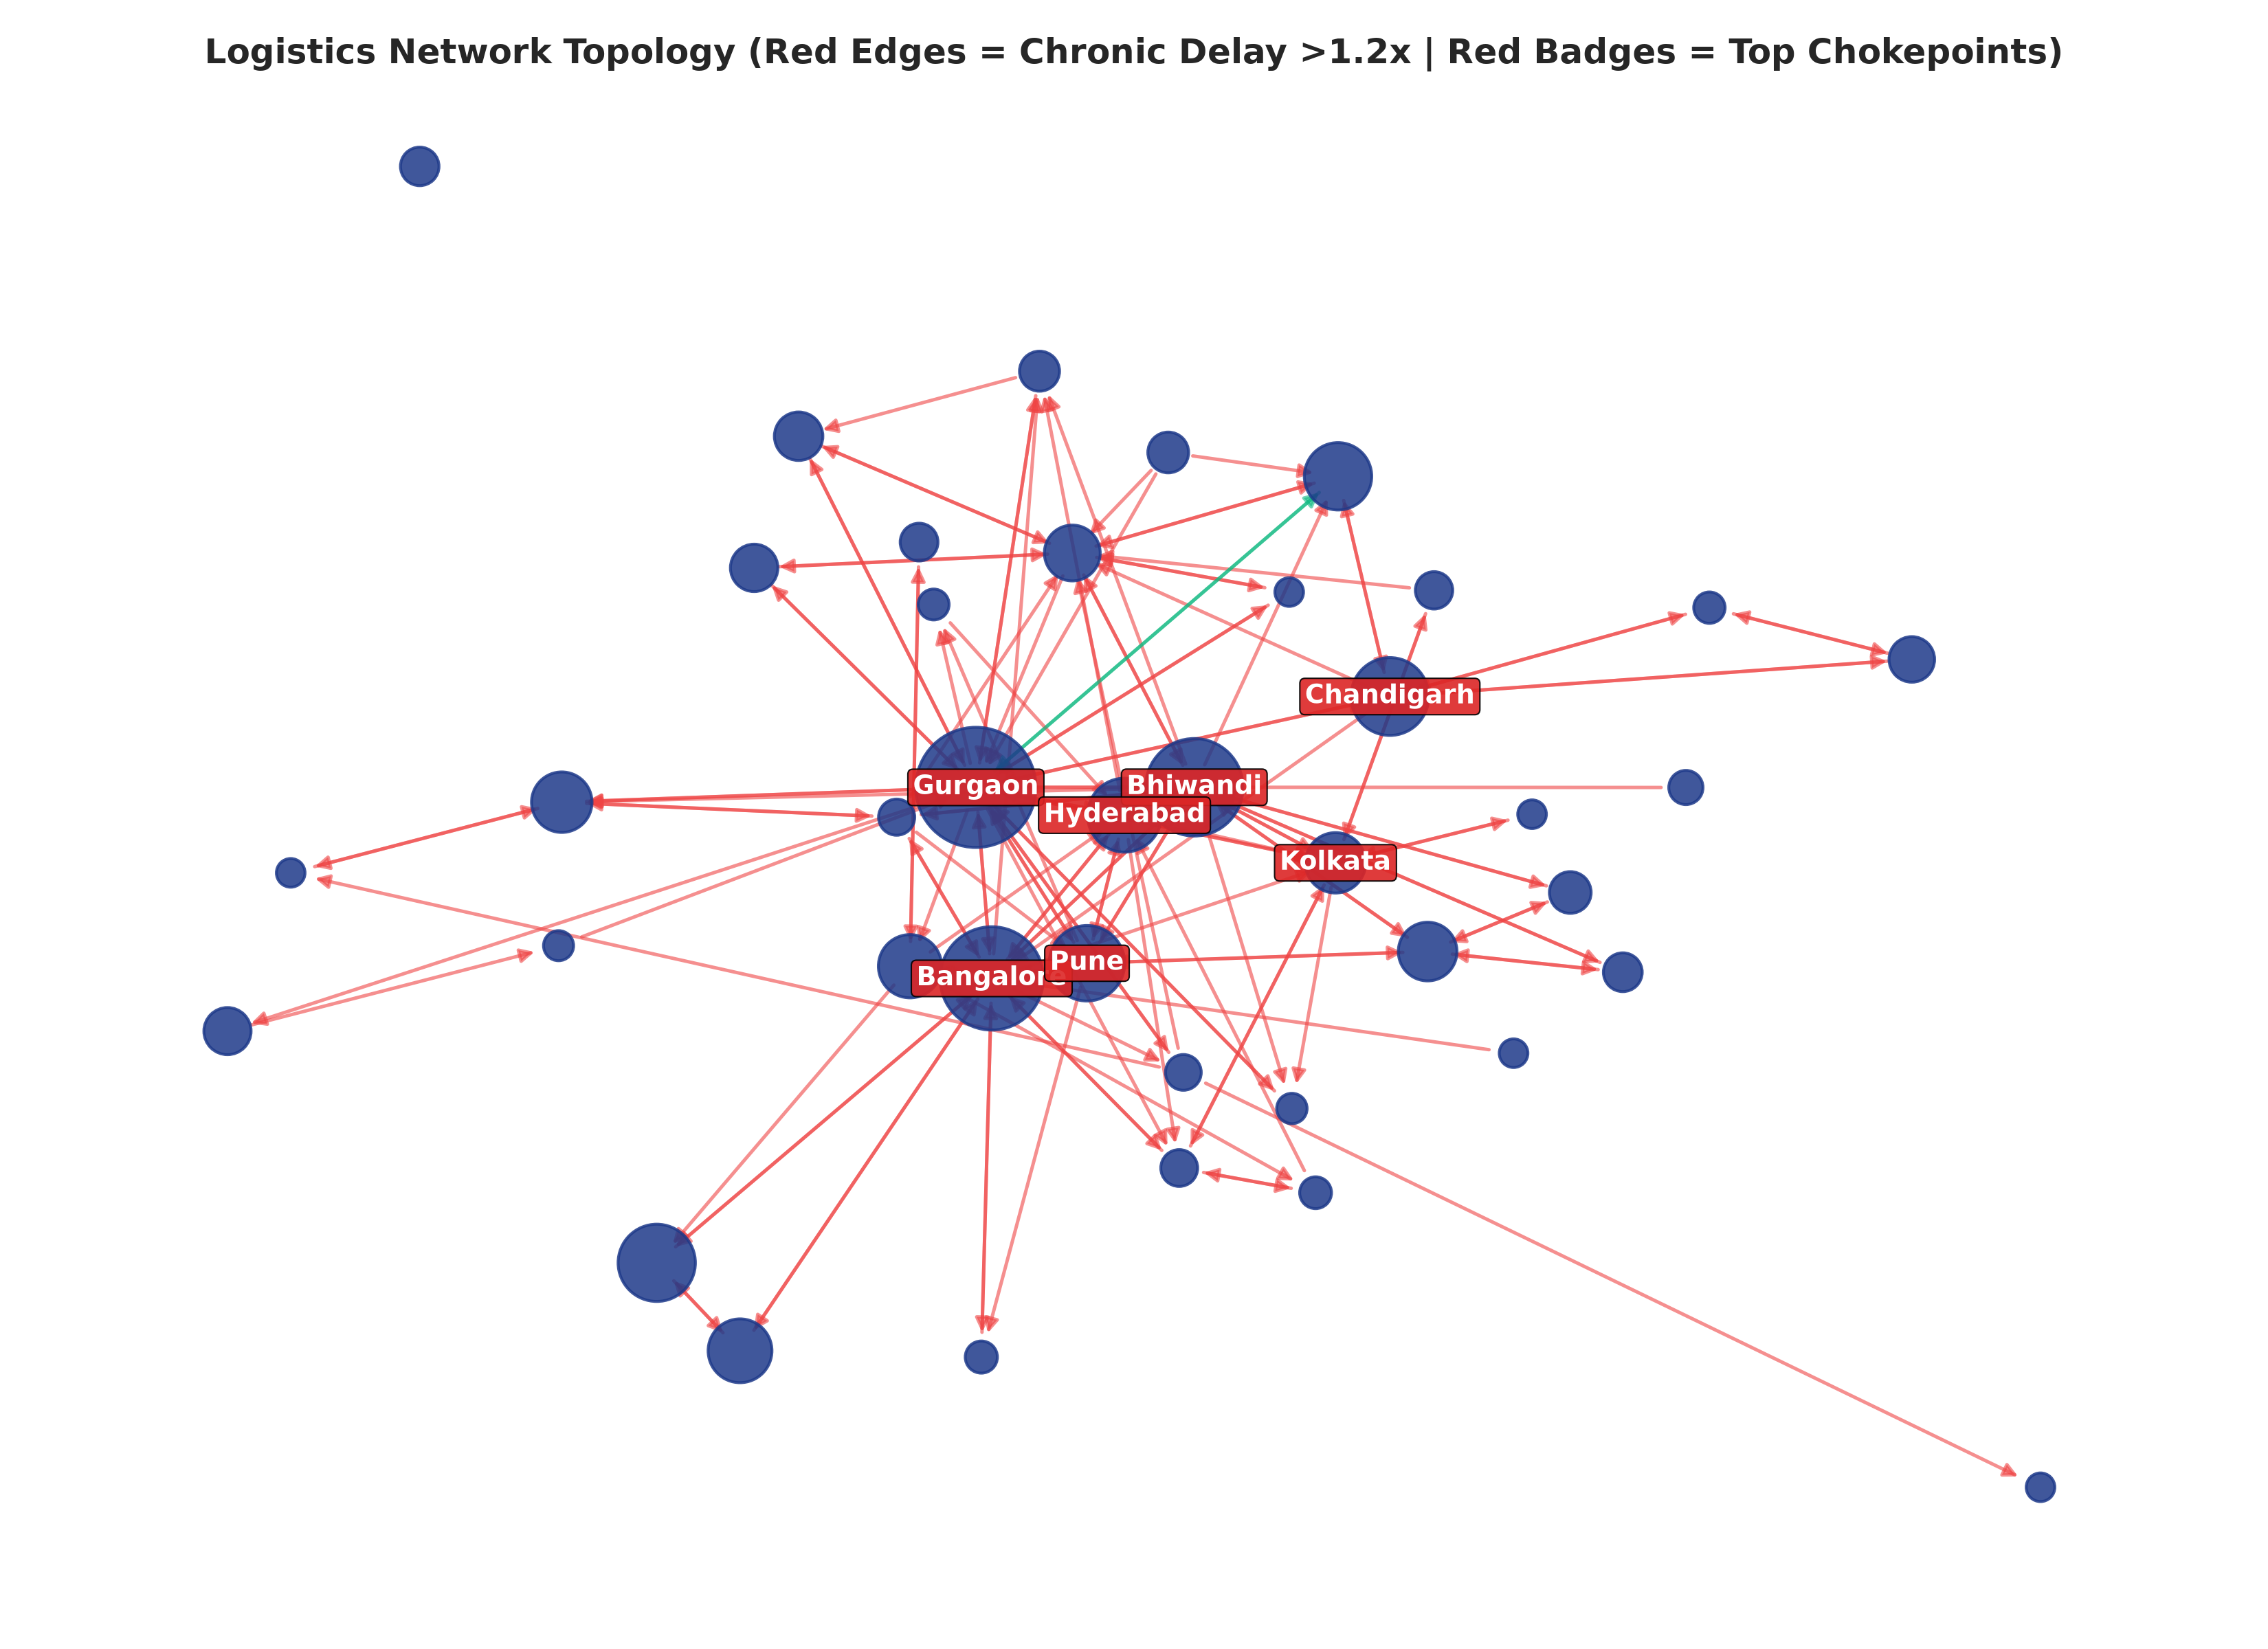 Logistics Network Topology (Red Edges = Chronic Delay >1.2x | Red Badges = Top Chokepoints)
Chandigarh
Gurgaon
Bhiwandi
Hyderabad
Kolkata
Pune
Bangalore